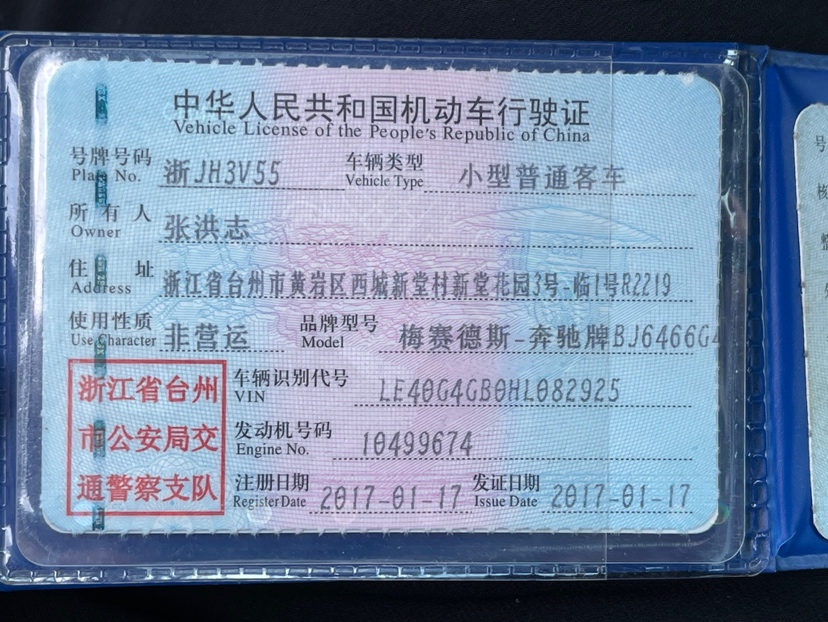 中华人民共和国机动车行驶证
Vehicle License of the People's Republic of China
号牌号码 浙JH3V55 车辆类型 小型普通客车
Plate No. Vehicle Type
所有人 张洪志
Owner
住址 浙江省台州市黄岩区西城新堂村新堂花园3号-临1号R2219
Address
使用性质 非营运 品牌型号 梅赛德斯-奔驰牌BJ6466G4
Use Character Model
浙江省台州 车辆识别代号 LE40G4GB0HL082925
VIN
市公安局交 发动机号码 10499674
Engine No.
通警察支队 注册日期 2017-01-17 发证日期 2017-01-17
Register Date Issue Date
号
核